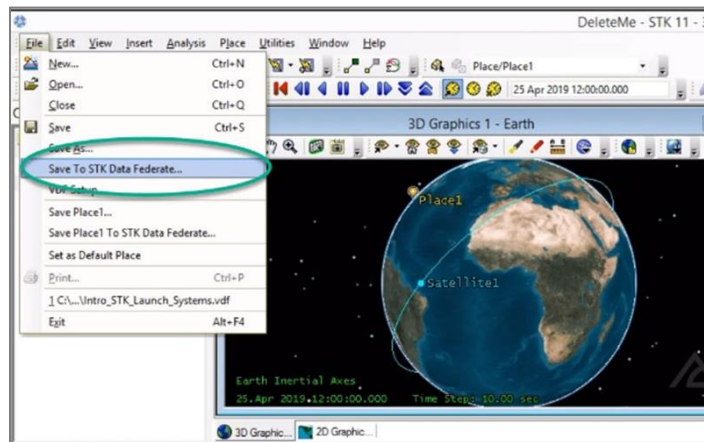 DeleteMe - STK 11 - 3
File Edit View Insert Analysis Place Utilities Window Help
New... Ctrl+N
Place/Place1
Open... Ctrl+O
25 Apr 2019 12:00:00.000
Close Ctrl+Q
Save Ctrl+S
3D Graphics 1 - Earth
Save As...
Save To STK Data Federate...
VDF Setup...
Save Place1...
Save Place1 To STK Data Federate...
Set as Default Place
Print... Ctrl+P
1 C:\...\Intro_STK_Launch_Systems.vdf
Exit Alt+F4
Place1
Satellite1
Earth Inertial Axes
25 Apr 2019 12:00:00.000 Time Step: 10.00 sec
3D Graphic... 2D Graphic...